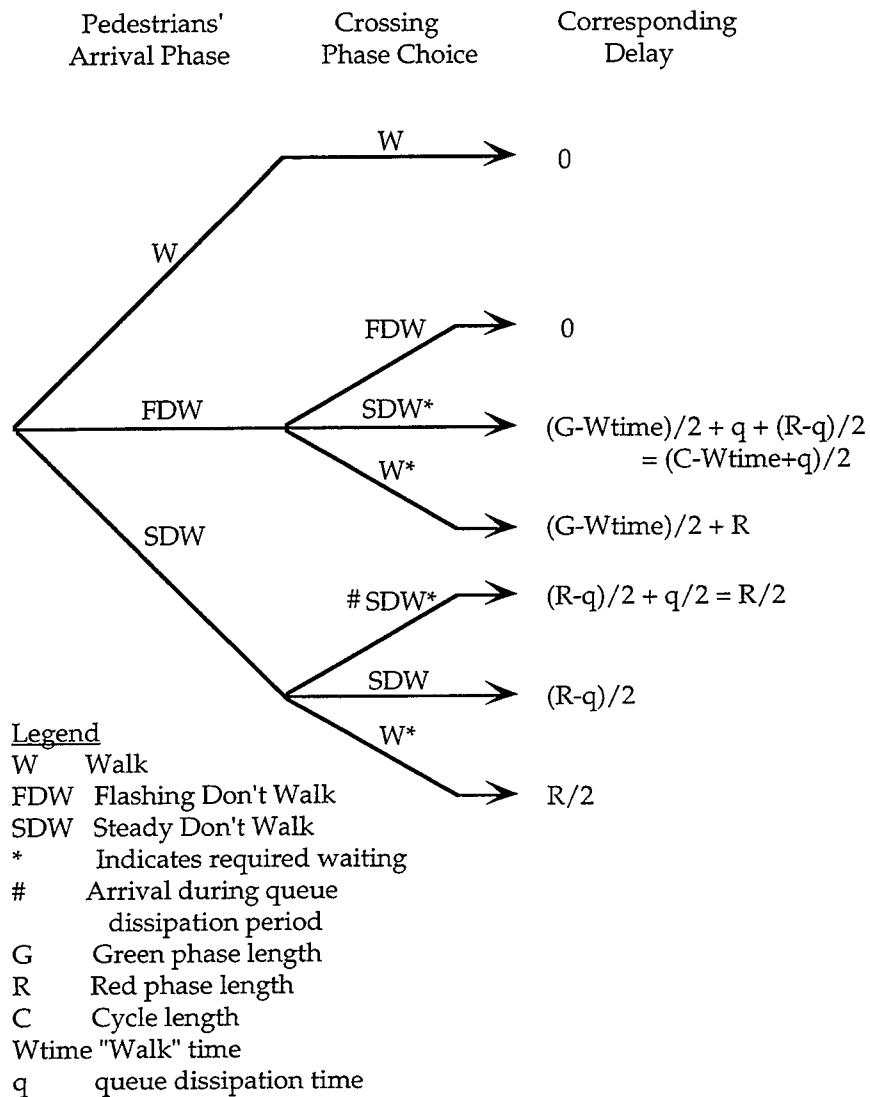 Pedestrians' Arrival Phase
Crossing Phase Choice
Corresponding Delay
W
0
W
FDW
0
FDW
SDW*
(G-Wtime)/2 + q + (R-q)/2
= (C-Wtime+q)/2
W*
(G-Wtime)/2 + R
SDW
# SDW*
(R-q)/2 + q/2 = R/2
SDW
(R-q)/2
W*
R/2
Legend
W Walk
FDW Flashing Don't Walk
SDW Steady Don't Walk
* Indicates required waiting
# Arrival during queue
dissipation period
G Green phase length
R Red phase length
C Cycle length
Wtime "Walk" time
q queue dissipation time